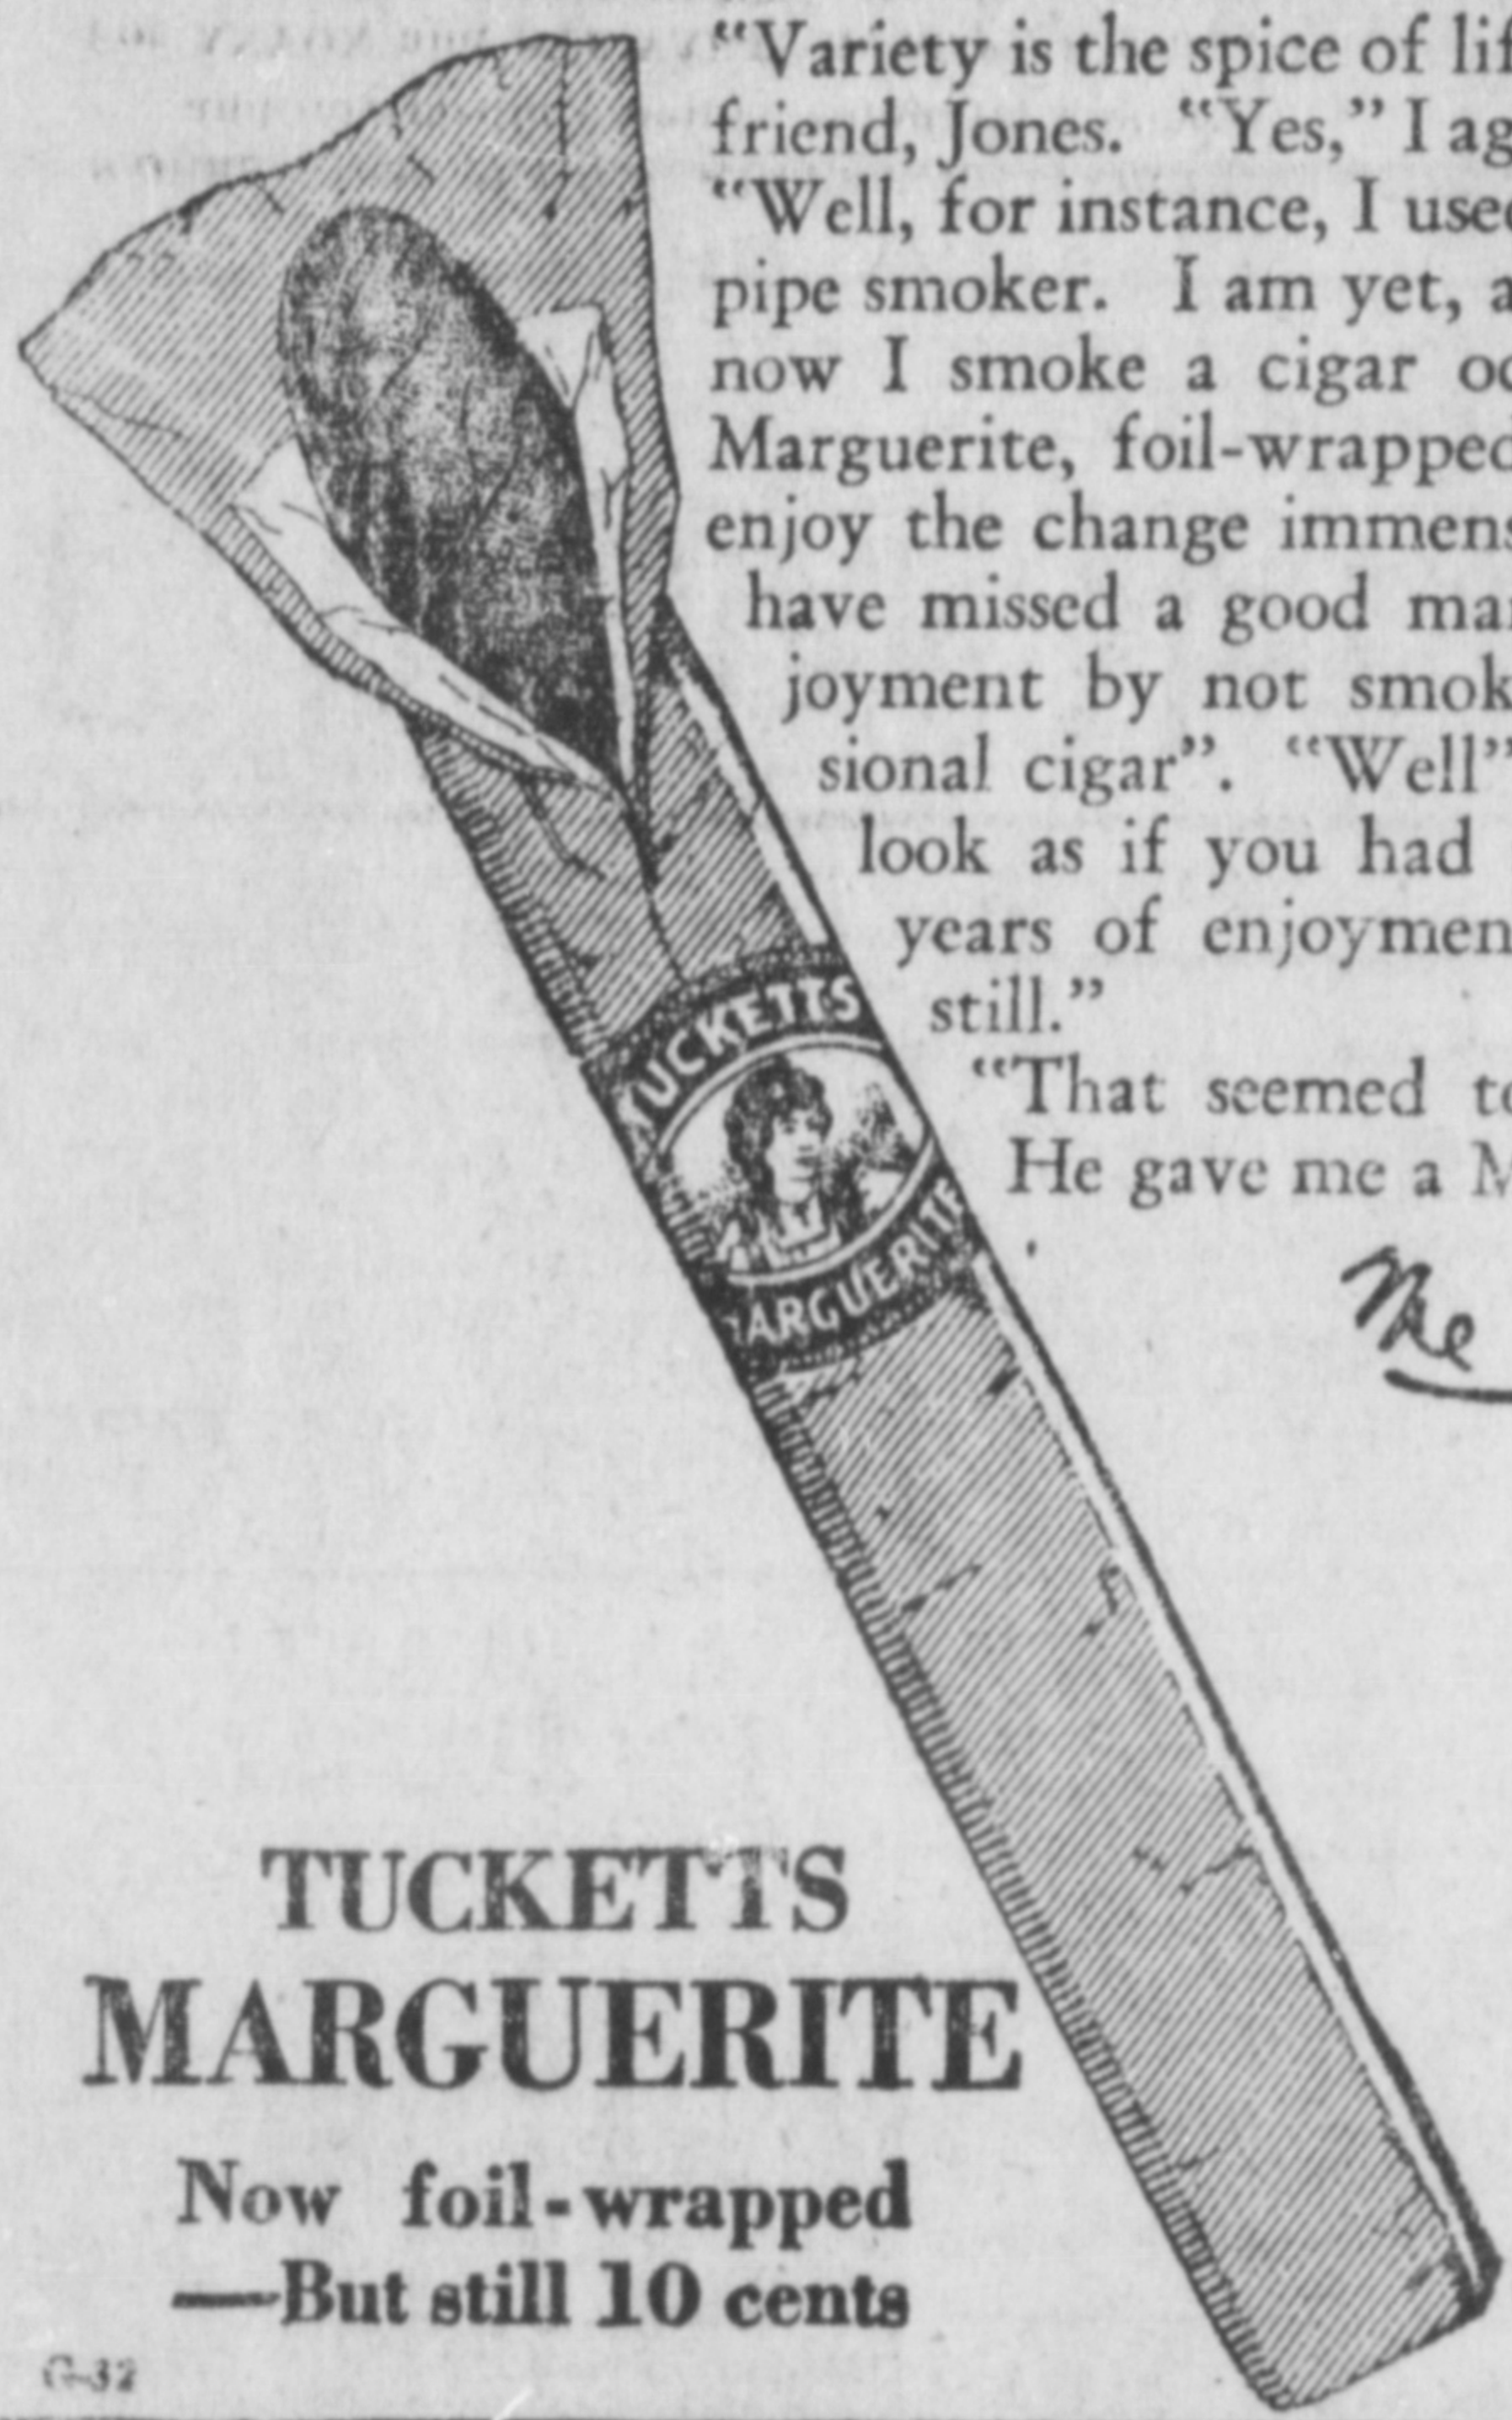 "Variety is the spice of lif
friend, Jones. "Yes," I ag
"Well, for instance, I used
pipe smoker. I am yet, a
now I smoke a cigar oc
Marguerite, foil-wrapped
enjoy the change immens
have missed a good man
joyment by not smok
sional cigar". "Well"
look as if you had
years of enjoymen
still."
"That seemed to
He gave me a M
TUCKETTS
MARGUERITE
TUCKETTS
MARGUERITE
Now foil-wrapped
—But still 10 cents
G-32